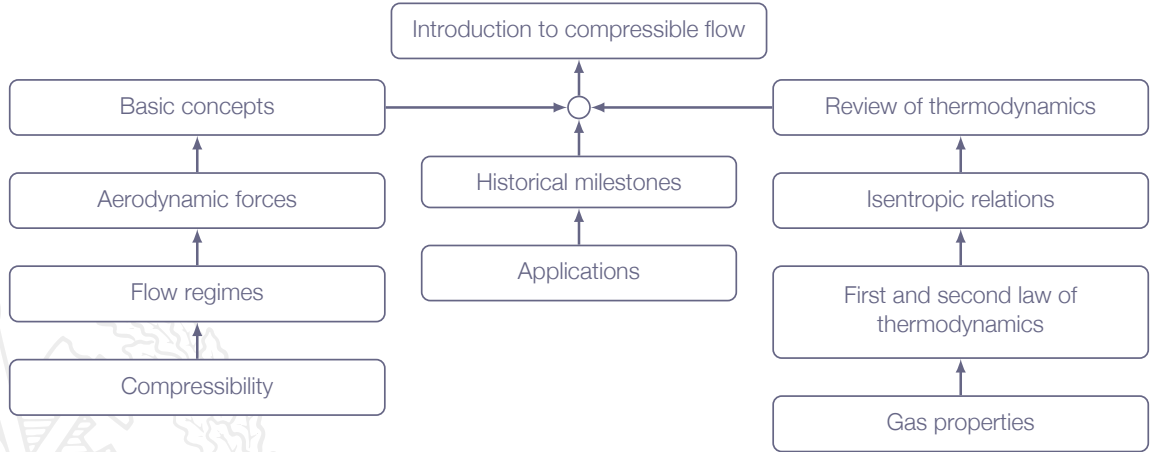 Introduction to compressible flow
Basic concepts
Review of thermodynamics
Historical milestones
Aerodynamic forces
Isentropic relations
Applications
Flow regimes
First and second law of
thermodynamics
Compressibility
Gas properties